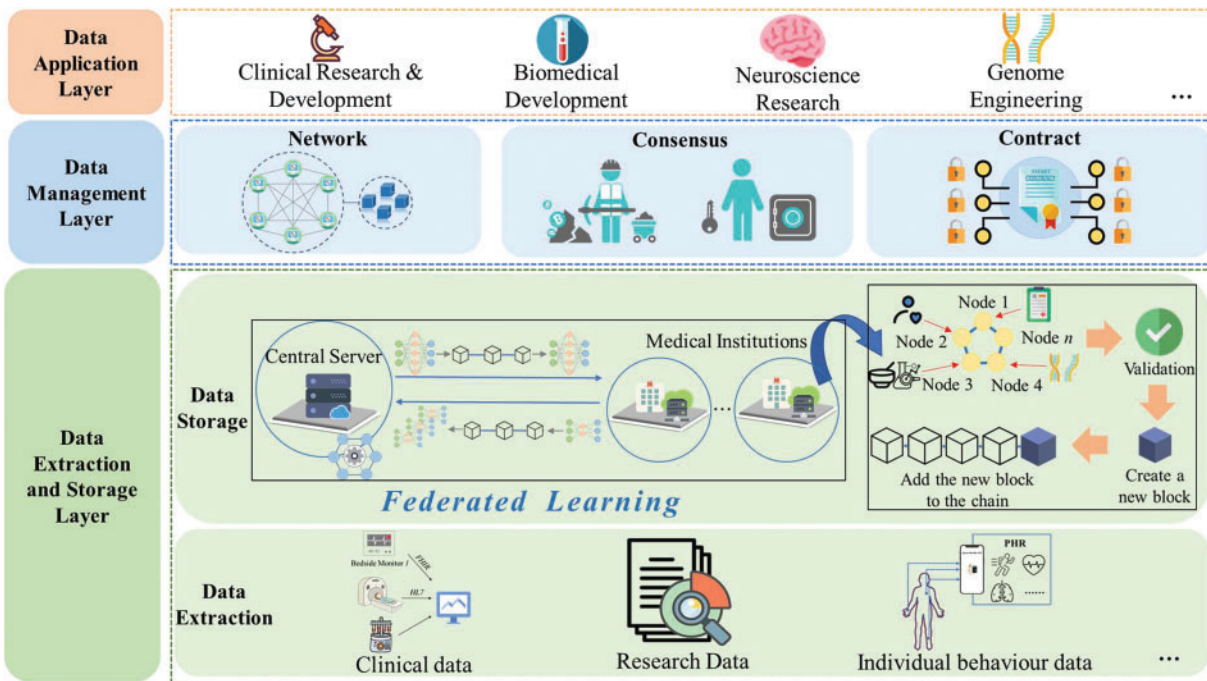 Data
Application
Layer
Clinical Research &
Development
Biomedical
Development
Neuroscience
Research
Genome
Engineering
...
Data
Management
Layer
Network
Consensus
Contract
Data
Extraction
and Storage
Layer
Data
Storage
Central Server
Medical Institutions
...
Federated Learning
Node 1
Node 2
Node n
Node 3
Node 4
Validation
Create a
new block
Add the new block
to the chain
Data
Extraction
Bedside Monitor 1
FHIR
HL7
Clinical data
Research Data
PHR
......
Individual behaviour data
...